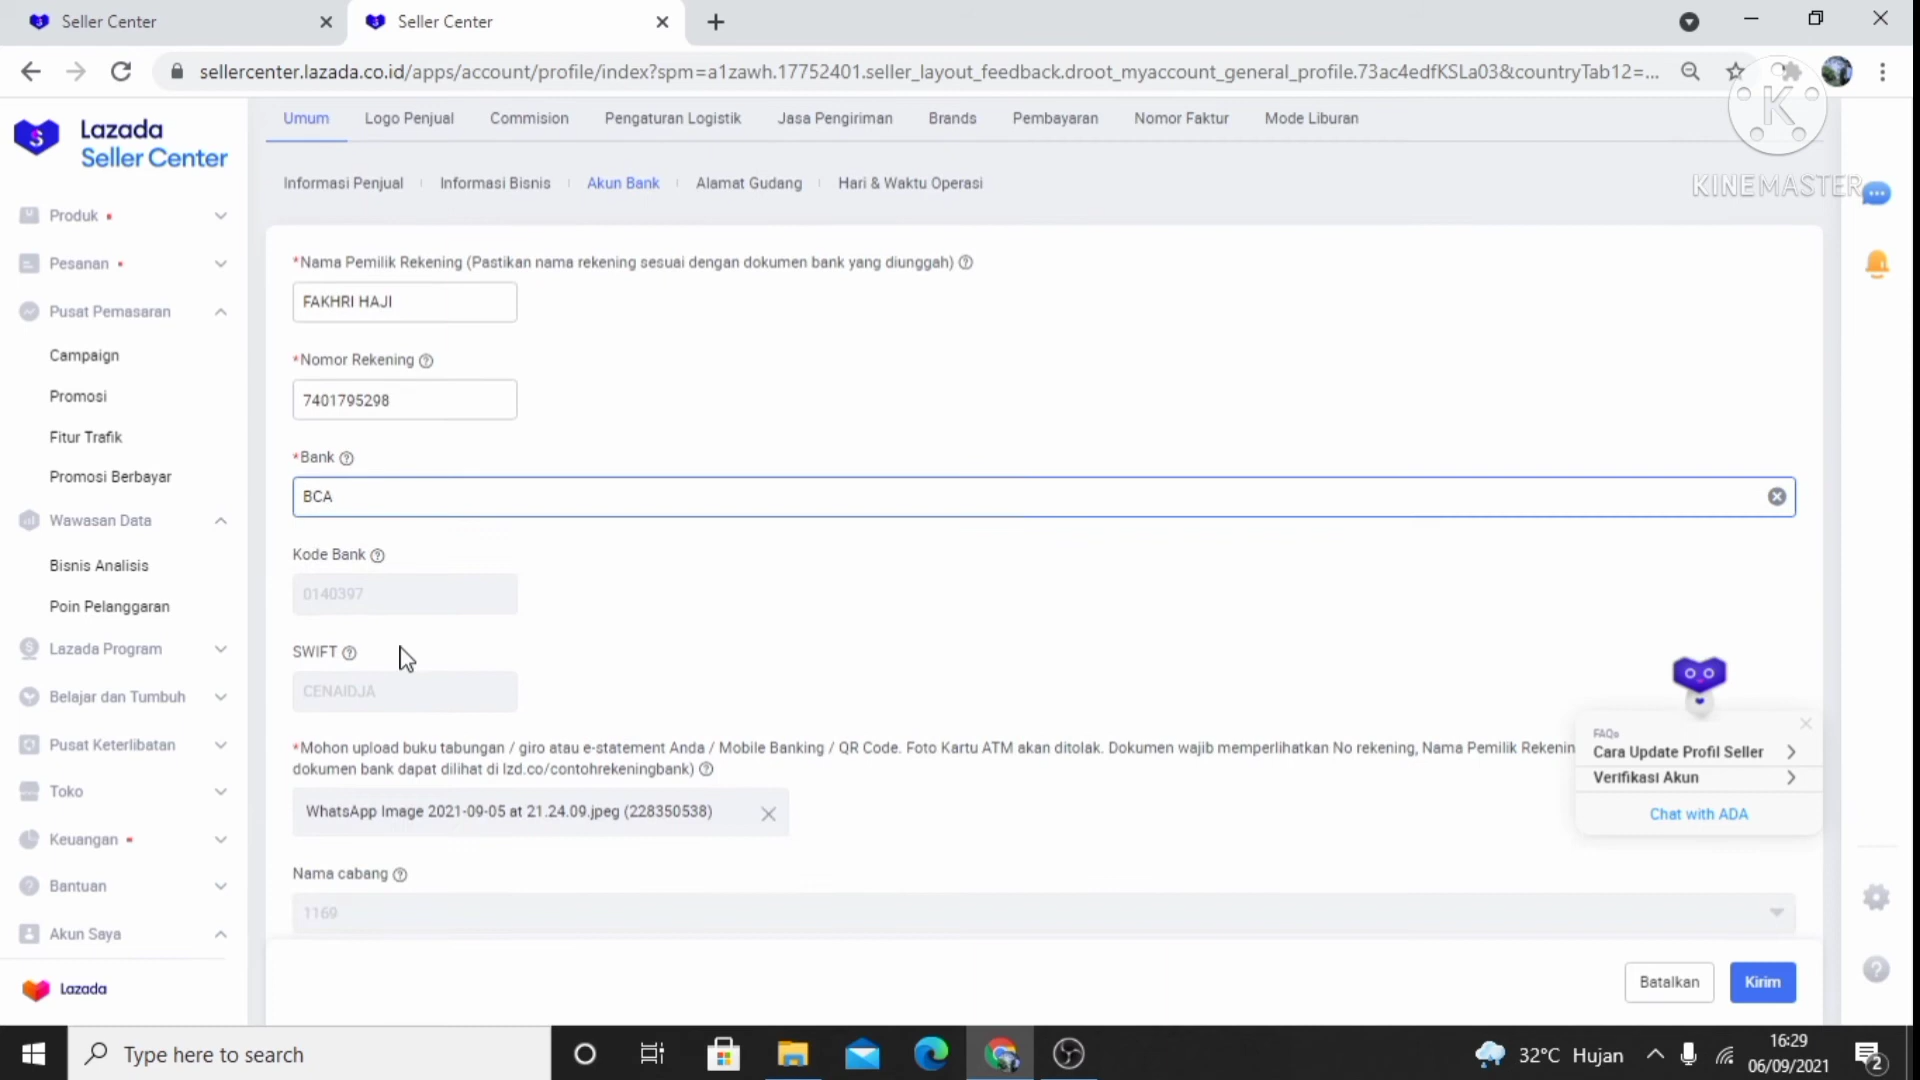 Seller Center
Seller Center
sellercenter.lazada.co.id/apps/account/profile/index?spm=a1zawh.17752401.seller_layout_feedback.droot_myaccount_general_profile.73ac4edfKSLa03&countryTab12=...
Lazada
Seller Center
Umum Logo Penjual Commision Pengaturan Logistik Jasa Pengiriman Brands Pembayaran Nomor Faktur Mode Liburan
KINEMASTER
Informasi Penjual Informasi Bisnis Akun Bank Alamat Gudang Hari & Waktu Operasi
Produk
Pesanan
Pusat Pemasaran
Campaign
Promosi
Fitur Trafik
Promosi Berbayar
Wawasan Data
Bisnis Analisis
Poin Pelanggaran
Lazada Program
Belajar dan Tumbuh
Pusat Keterlibatan
Toko
Keuangan
Bantuan
Akun Saya
Lazada
*Nama Pemilik Rekening (Pastikan nama rekening sesuai dengan dokumen bank yang diunggah)
FAKHRI HAJI
*Nomor Rekening
7401795298
*Bank
BCA
Kode Bank
0140397
SWIFT
CENAIDJA
*Mohon upload buku tabungan / giro atau e-statement Anda / Mobile Banking / QR Code. Foto Kartu ATM akan ditolak. Dokumen wajib memperlihatkan No rekening, Nama Pemilik Rekenin
dokumen bank dapat dilihat di lzd.co/contohrekeningbank)
WhatsApp Image 2021-09-05 at 21.24.09.jpeg (228350538)
Nama cabang
1169
FAQs
Cara Update Profil Seller
Verifikasi Akun
Chat with ADA
Batalkan Kirim
Type here to search
32°C Hujan
16:29
06/09/2021
2